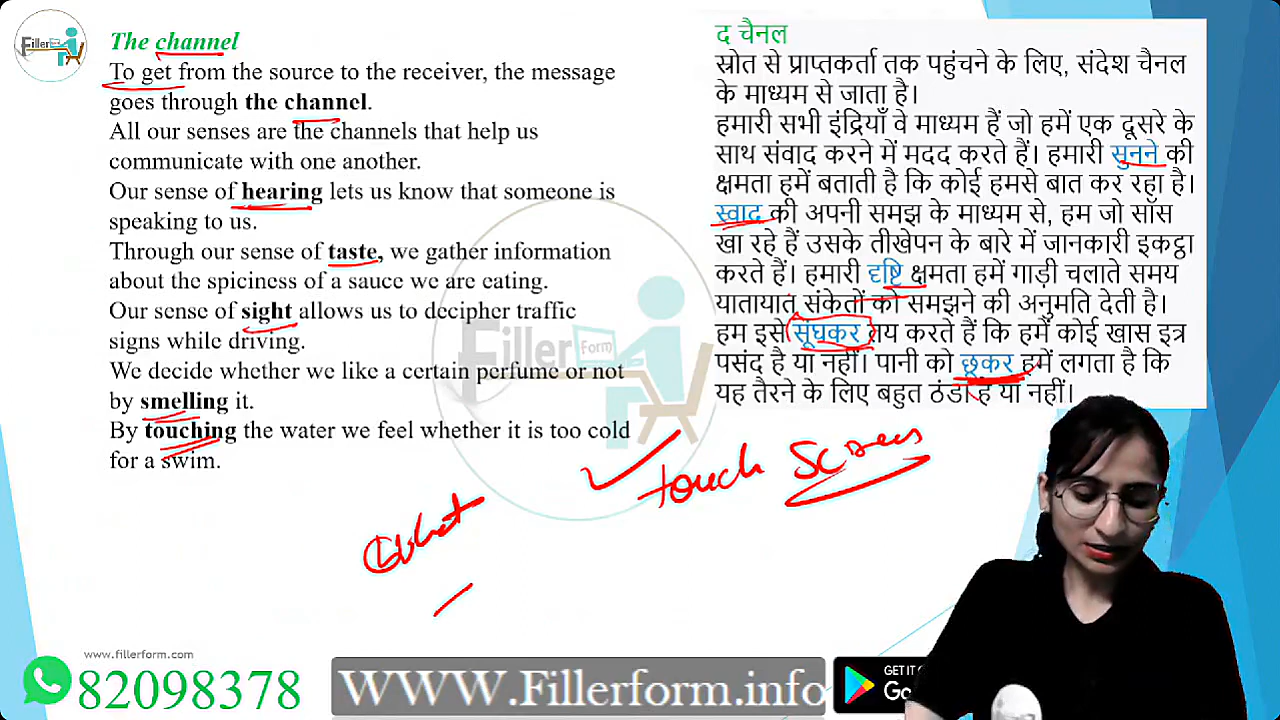 Fillerform
The channel
To get from the source to the receiver, the message
goes through the channel.
All our senses are the channels that help us
communicate with one another.
Our sense of hearing lets us know that someone is
speaking to us.
Through our sense of taste, we gather information
about the spiciness of a sauce we are eating.
Our sense of sight allows us to decipher traffic
signs while driving.
We decide whether we like a certain perfume or not
by smelling it.
By touching the water we feel whether it is too cold
for a swim.
द चैनल
स्रोत से प्राप्तकर्ता तक पहुंचने के लिए, संदेश चैनल
के माध्यम से जाता है।
हमारी सभी इंद्रियाँ वे माध्यम हैं जो हमें एक दूसरे के
साथ संवाद करने में मदद करते हैं। हमारी सुनने की
क्षमता हमें बताती है कि कोई हमसे बात कर रहा है।
स्वाद की अपनी समझ के माध्यम से, हम जो सॉस
खा रहे हैं उसके तीखेपन के बारे में जानकारी इकट्ठा
करते हैं। हमारी दृष्टि क्षमता हमें गाड़ी चलाते समय
यातायात संकेतों को समझने की अनुमति देती है।
हम इसे सूंघकर तय करते हैं कि हमें कोई खास इत्र
पसंद है या नहीं। पानी को छूकर हमें लगता है कि
यह तैरने के लिए बहुत ठंडा है या नहीं।
Filler Form
touch Screen
www.fillerform.com
82098378
WWW.Fillerform.info
GET IT
Go